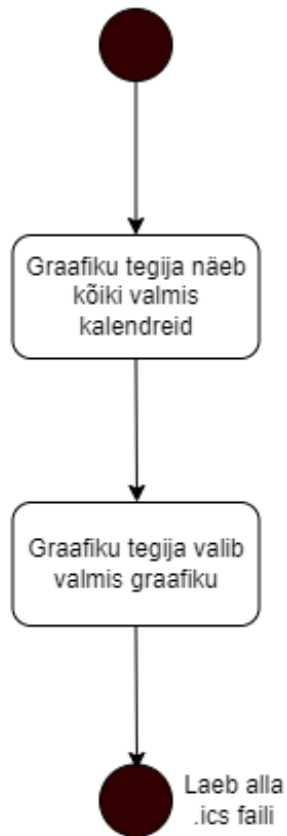 Graafiku tegija näeb
kõiki valmis
kalendreid
Graafiku tegija valib
valmis graafiku
Laeb alla
.ics faili